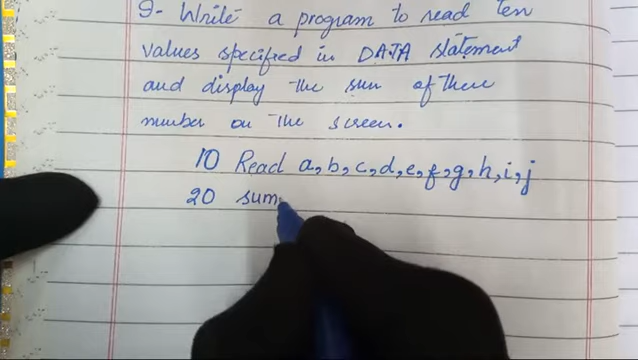 9- Write a program to read ten
values specified in DATA statement
and display the sum of these
number on the screen.
10 Read a, b, c, d, e, f, g, h, i, j
20 sum